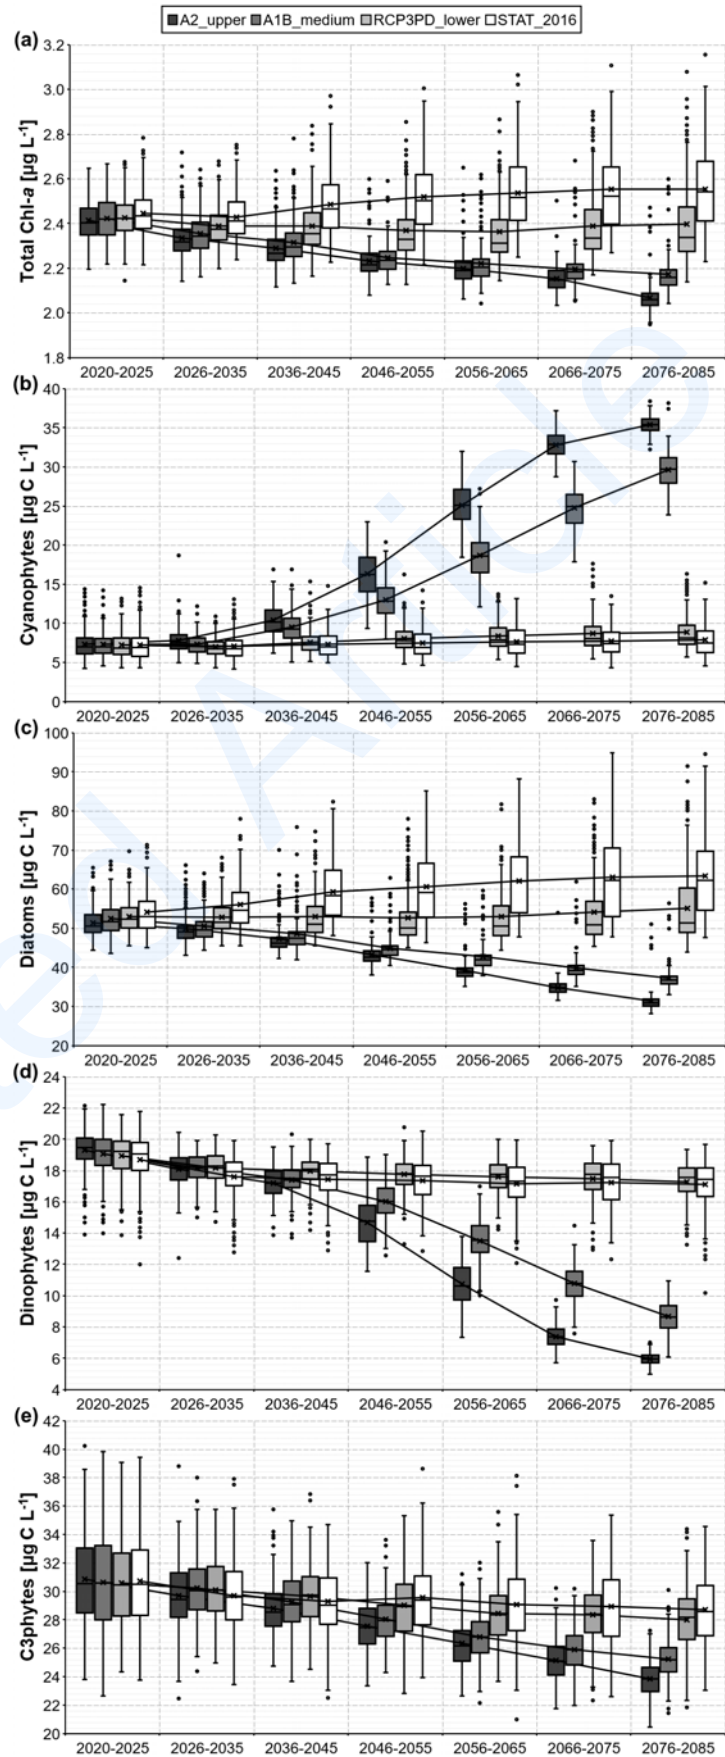 A2_upper A1B_medium RCP3PD_lower STAT_2016
(a)
Total Chl-a [µg L-1]
3.2
3.0
2.8
2.6
2.4
2.2
2.0
1.8
2020-2025 2026-2035 2036-2045 2046-2055 2056-2065 2066-2075 2076-2085
(b)
Cyanophytes [µg C L-1]
40
35
30
25
20
15
10
5
0
2020-2025 2026-2035 2036-2045 2046-2055 2056-2065 2066-2075 2076-2085
(c)
Diatoms [µg C L-1]
100
90
80
70
60
50
40
30
20
2020-2025 2026-2035 2036-2045 2046-2055 2056-2065 2066-2075 2076-2085
(d)
Dinophytes [µg C L-1]
24
22
20
18
16
14
12
10
8
6
4
2020-2025 2026-2035 2036-2045 2046-2055 2056-2065 2066-2075 2076-2085
(e)
C3phytes [µg C L-1]
42
40
38
36
34
32
30
28
26
24
22
20
2020-2025 2026-2035 2036-2045 2046-2055 2056-2065 2066-2075 2076-2085
ted Article